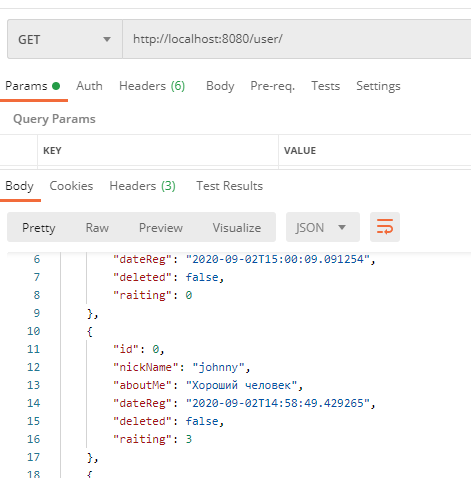 GET http://localhost:8080/user/
Params Auth Headers (6) Body Pre-req. Tests Settings
Query Params
KEY VALUE
Body Cookies Headers (3) Test Results
Pretty Raw Preview Visualize JSON
6 "dateReg": "2020-09-02T15:00:09.091254",
7 "deleted": false,
8 "raiting": 0
9 },
10 {
11 "id": 0,
12 "nickName": "johnny",
13 "aboutMe": "Хороший человек",
14 "dateReg": "2020-09-02T14:58:49.429265",
15 "deleted": false,
16 "raiting": 3
17 },
18 {